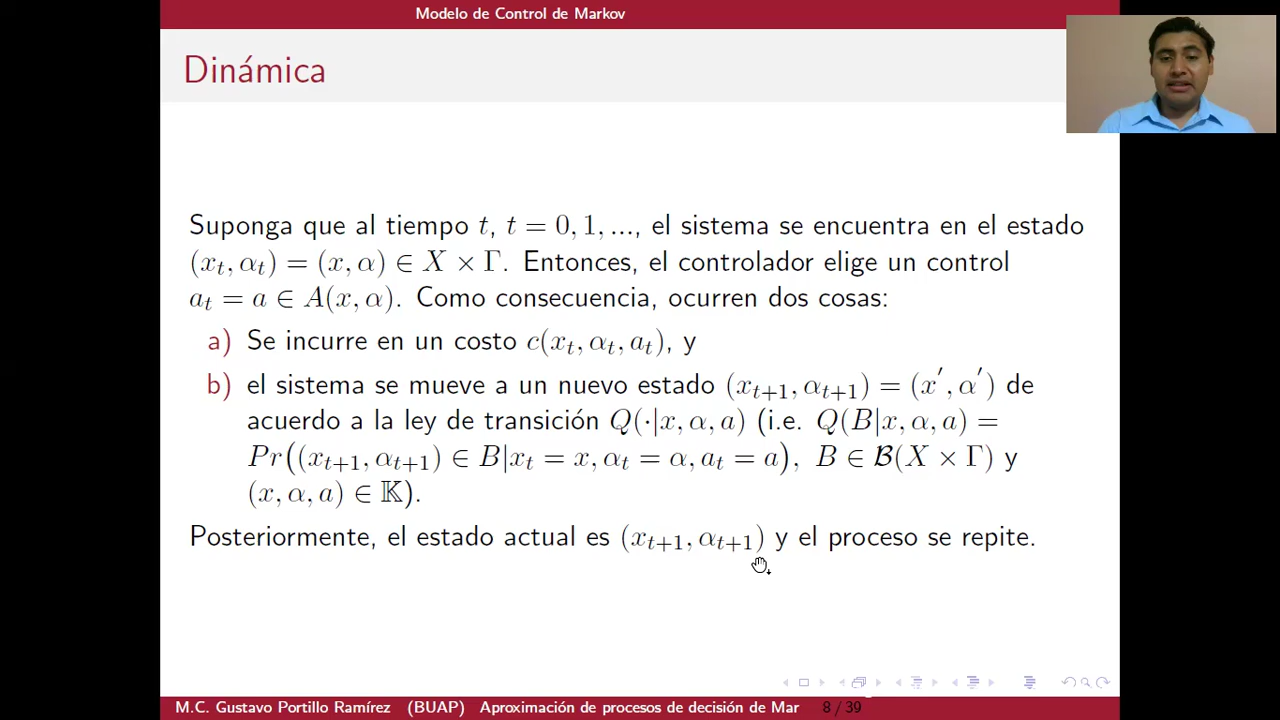 Modelo de Control de Markov
Dinámica
Suponga que al tiempo t, t = 0, 1, ..., el sistema se encuentra en el estado
(x_t, α_t) = (x, α) ∈ X × Γ. Entonces, el controlador elige un control
a_t = a ∈ A(x, α). Como consecuencia, ocurren dos cosas:
a) Se incurre en un costo c(x_t, α_t, a_t), y
b) el sistema se mueve a un nuevo estado (x_{t+1}, α_{t+1}) = (x′, α′) de
acuerdo a la ley de transición Q(·|x, α, a) (i.e. Q(B|x, α, a) =
Pr((x_{t+1}, α_{t+1}) ∈ B|x_t = x, α_t = α, a_t = a), B ∈ 𝓑(X × Γ) y
(x, α, a) ∈ 𝕂).
Posteriormente, el estado actual es (x_{t+1}, α_{t+1}) y el proceso se repite.
M.C. Gustavo Portillo Ramírez (BUAP) Aproximación de procesos de decisión de Mar 8 / 39